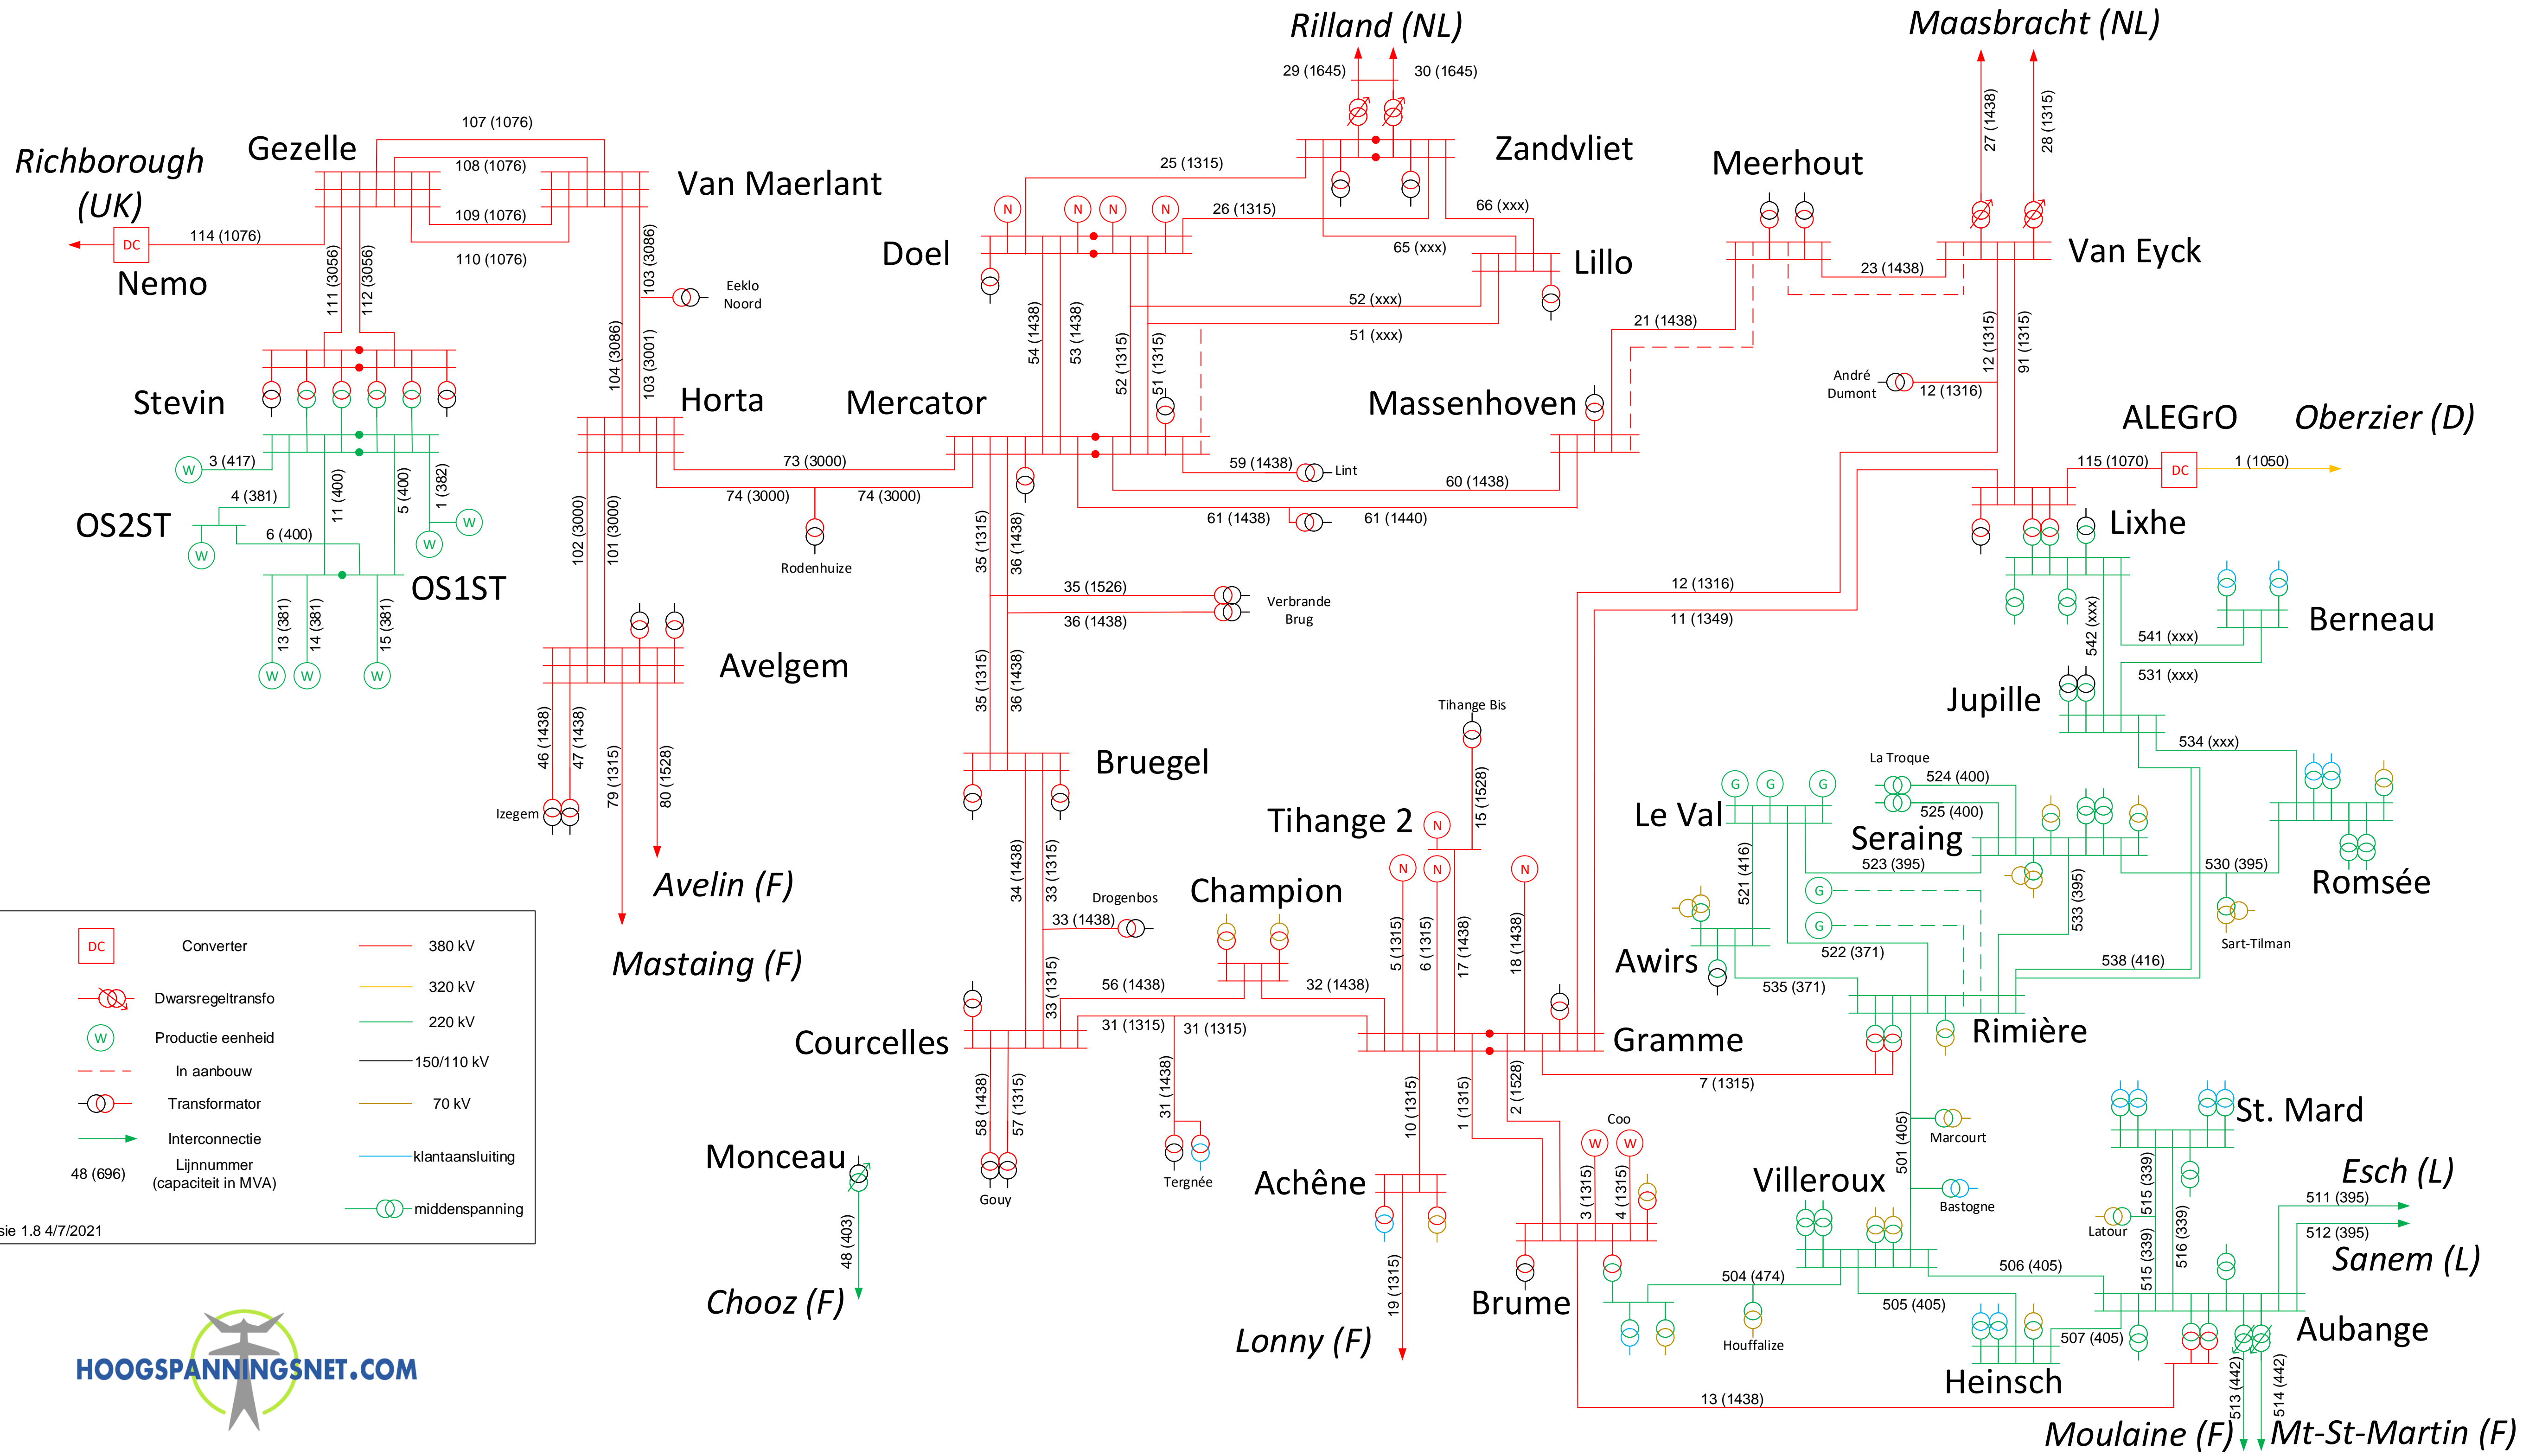 Rilland (NL)
Maasbracht (NL)
29 (1645)
30 (1645)
27 (1438)
28 (1315)
107 (1076)
Gezelle
108 (1076)
Van Maerlant
109 (1076)
110 (1076)
Richborough
(UK)
DC
114 (1076)
Nemo
111 (3056)
112 (3056)
103 (3086)
Eeklo
Noord
104 (3086)
103 (3001)
Zandvliet
25 (1315)
26 (1315)
66 (xxx)
65 (xxx)
N
N
N
N
Doel
Lillo
52 (xxx)
51 (xxx)
54 (1438)
53 (1438)
52 (1315)
51 (1315)
Meerhout
Van Eyck
23 (1438)
21 (1438)
12 (1315)
91 (1315)
André
Dumont
12 (1316)
Stevin
Horta
Mercator
Massenhoven
ALEGrO
Oberzier (D)
115 (1070)
DC
1 (1050)
W
3 (417)
4 (381)
11 (400)
5 (400)
1 (382)
W
W
OS2ST
W
6 (400)
OS1ST
13 (381)
14 (381)
15 (381)
W
W
W
73 (3000)
74 (3000)
74 (3000)
Rodenhuize
59 (1438)
Lint
60 (1438)
61 (1438)
61 (1440)
102 (3000)
101 (3000)
35 (1315)
36 (1438)
35 (1526)
36 (1438)
Verbrande
Brug
35 (1315)
36 (1438)
12 (1316)
11 (1349)
Lixhe
542 (xxx)
541 (xxx)
531 (xxx)
Berneau
Avelgem
46 (1438)
47 (1438)
79 (1315)
80 (1528)
Izegem
Avelin (F)
Mastaing (F)
Bruegel
34 (1438)
33 (1315)
Drogenbos
33 (1438)
33 (1315)
Tihange Bis
15 (1528)
Tihange 2
N
N
N
N
Champion
5 (1315)
6 (1315)
17 (1438)
18 (1438)
56 (1438)
32 (1438)
31 (1315)
31 (1315)
Jupille
534 (xxx)
La Troque
524 (400)
525 (400)
Le Val
G
G
G
Seraing
523 (395)
521 (416)
G
G
533 (395)
530 (395)
Romsée
Sart-Tilman
Awirs
522 (371)
535 (371)
538 (416)
Rimière
Courcelles
Gramme
58 (1438)
57 (1315)
Gouy
31 (1438)
Tergnée
10 (1315)
1 (1315)
2 (1528)
7 (1315)
Coo
W
W
3 (1315)
4 (1315)
Monceau
48 (403)
Chooz (F)
Achêne
19 (1315)
Lonny (F)
Brume
501 (405)
Marcourt
Bastogne
Villeroux
504 (474)
Houffalize
505 (405)
506 (405)
507 (405)
Heinsch
St. Mard
515 (339)
Latour
515 (339)
516 (339)
Esch (L)
511 (395)
512 (395)
Sanem (L)
Aubange
13 (1438)
513 (442)
514 (442)
Moulaine (F)
Mt-St-Martin (F)
DC
Converter
380 kV
Dwarsregeltransfo
320 kV
W
Productie eenheid
220 kV
In aanbouw
150/110 kV
Transformator
70 kV
Interconnectie
klantaansluiting
48 (696)
Lijnnummer
(capaciteit in MVA)
middenspanning
sie 1.8 4/7/2021
HOOGSPANNINGSNET.COM